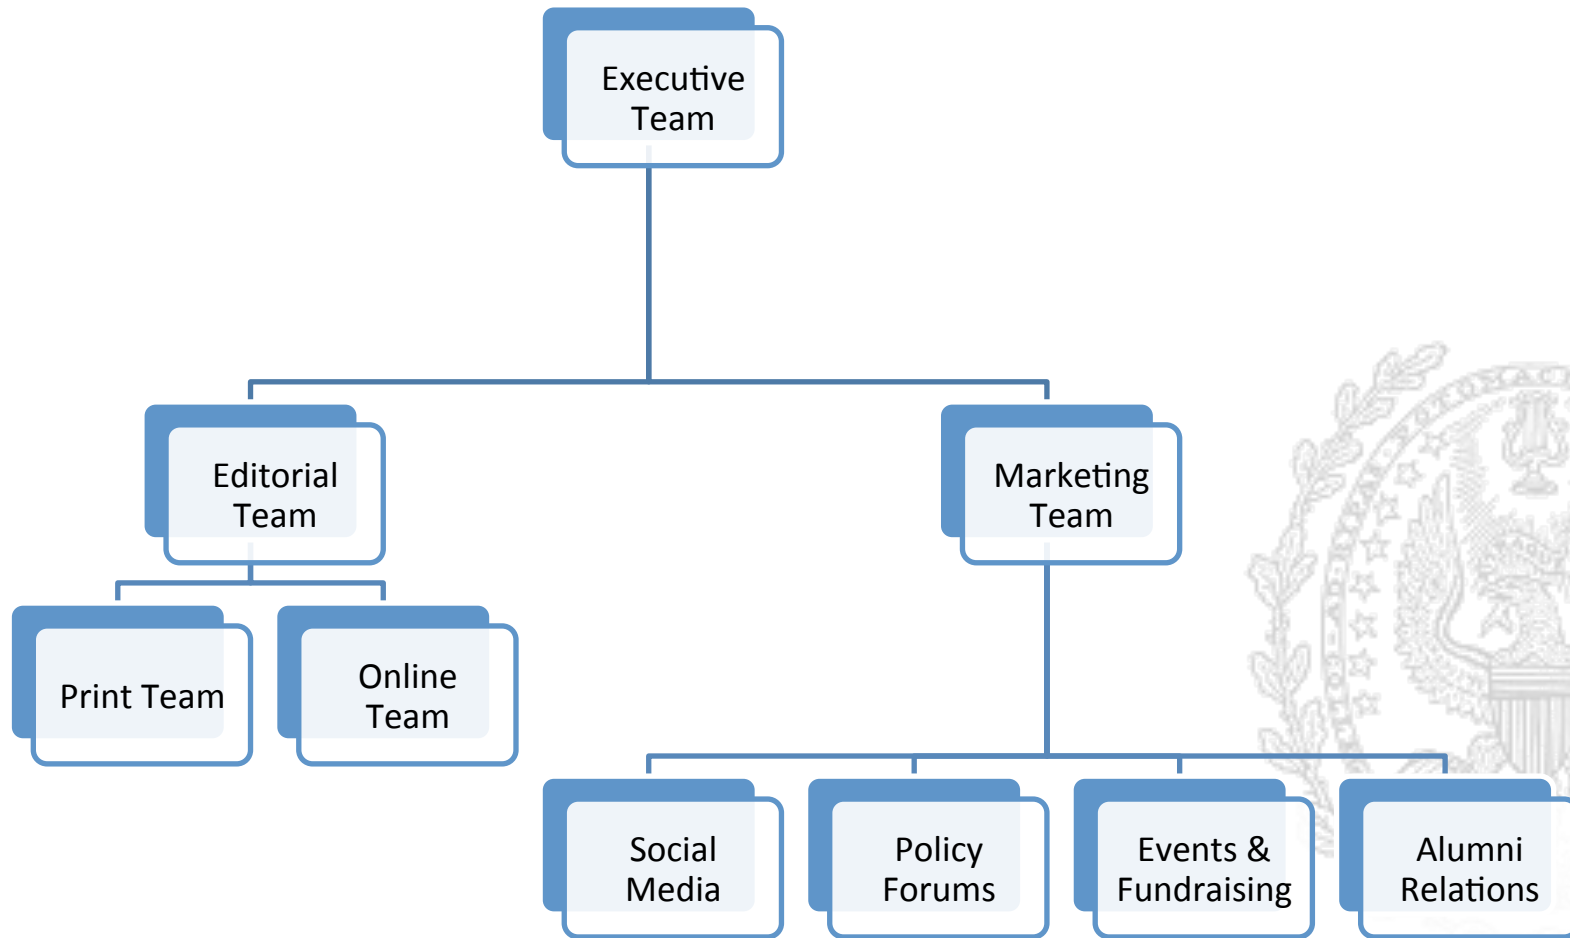 Executive
Team
Editorial
Team
Marketing
Team
Print Team
Online
Team
Social
Media
Policy
Forums
Events &
Fundraising
Alumni
Relations